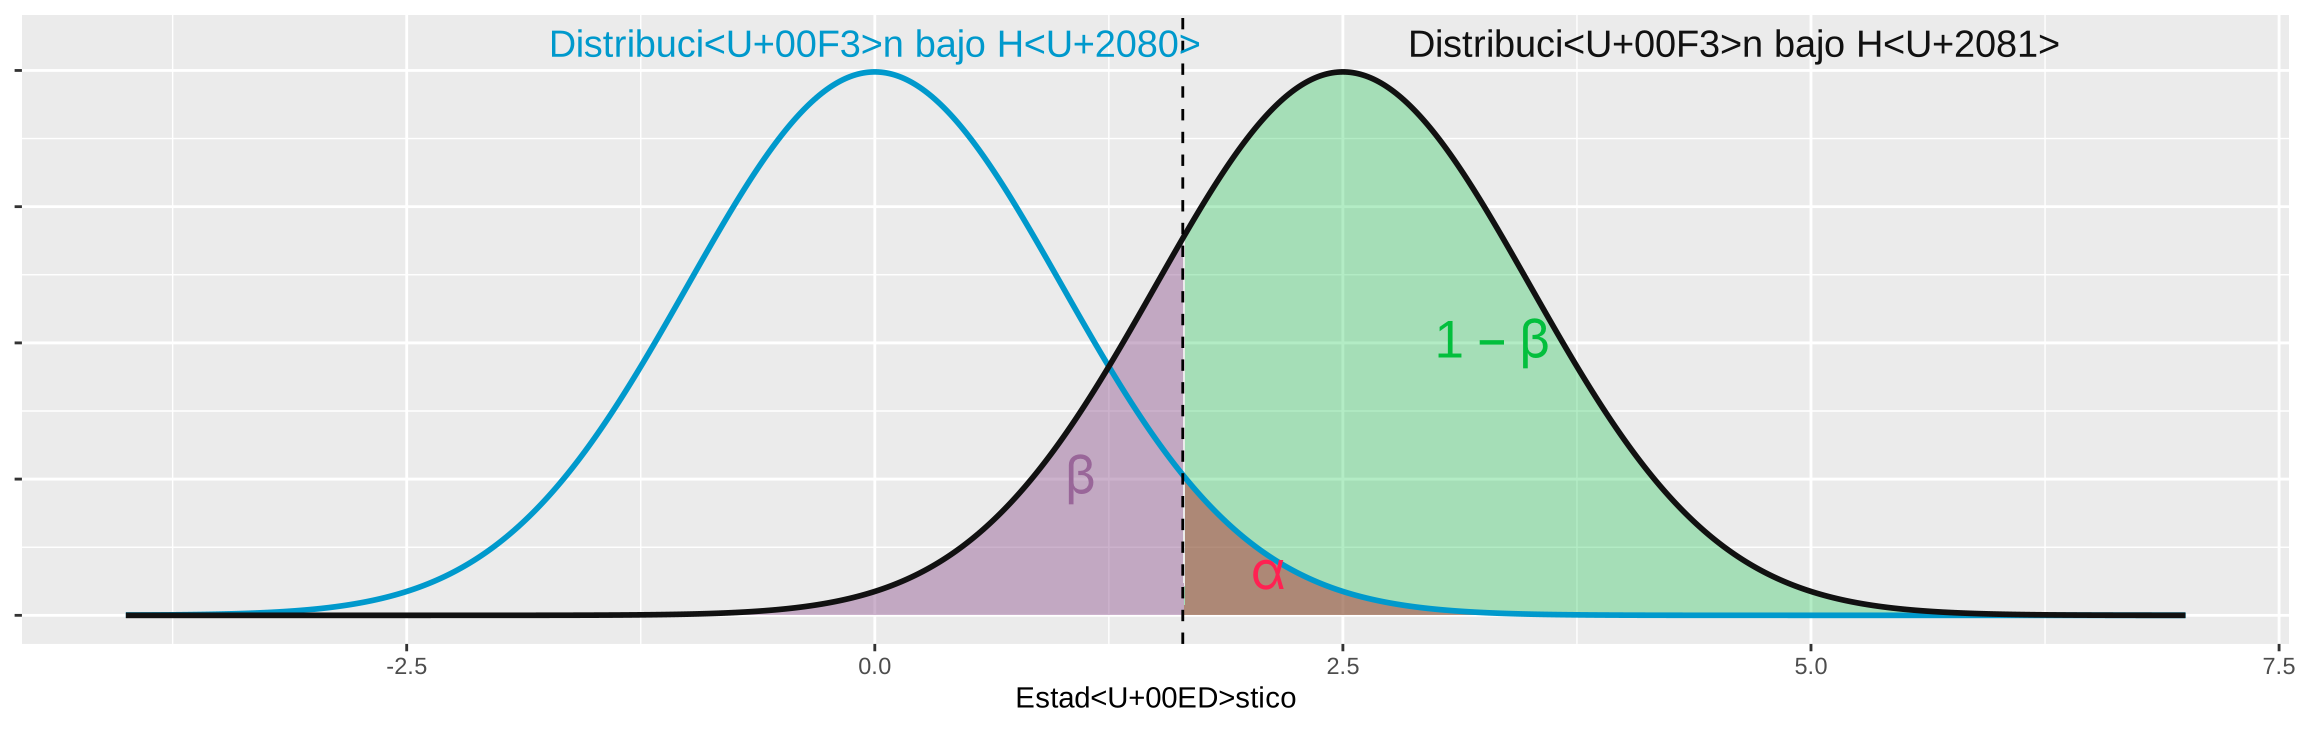 Distribuci<U+00F3>n bajo H<U+2080>
Distribuci<U+00F3>n bajo H<U+2081>
1 – β
β
α
-2.5
0.0
2.5
5.0
7.5
Estad<U+00ED>stico